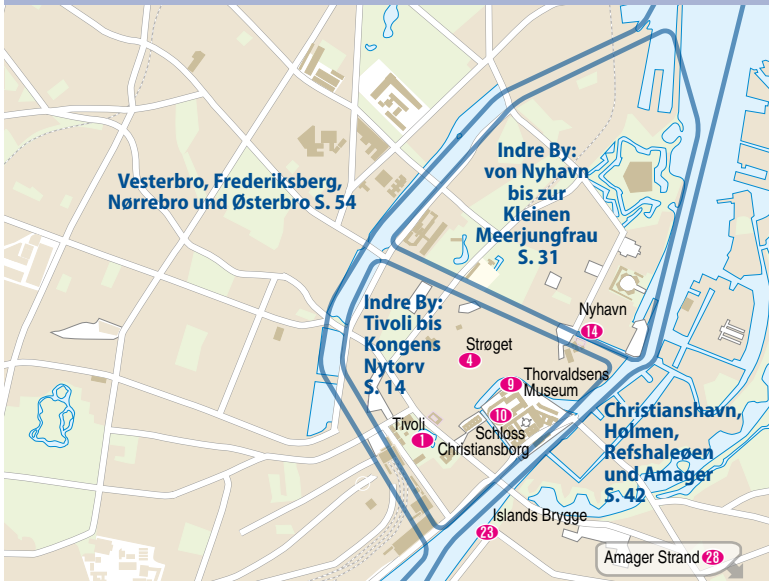 Vesterbro, Frederiksberg,
Nørrebro und Østerbro S. 54
Indre By:
von Nyhavn
bis zur
Kleinen
Meerjungfrau
S. 31
Indre By:
Tivoli bis
Kongens
Nytorv
S. 14
Nyhavn
14
Strøget
4
9 Thorvaldsens
Museum
10
Schloss
Christiansborg
Tivoli
1
Christianshavn,
Holmen,
Refshaleøen
und Amager
S. 42
Islands Brygge
23
Amager Strand 28